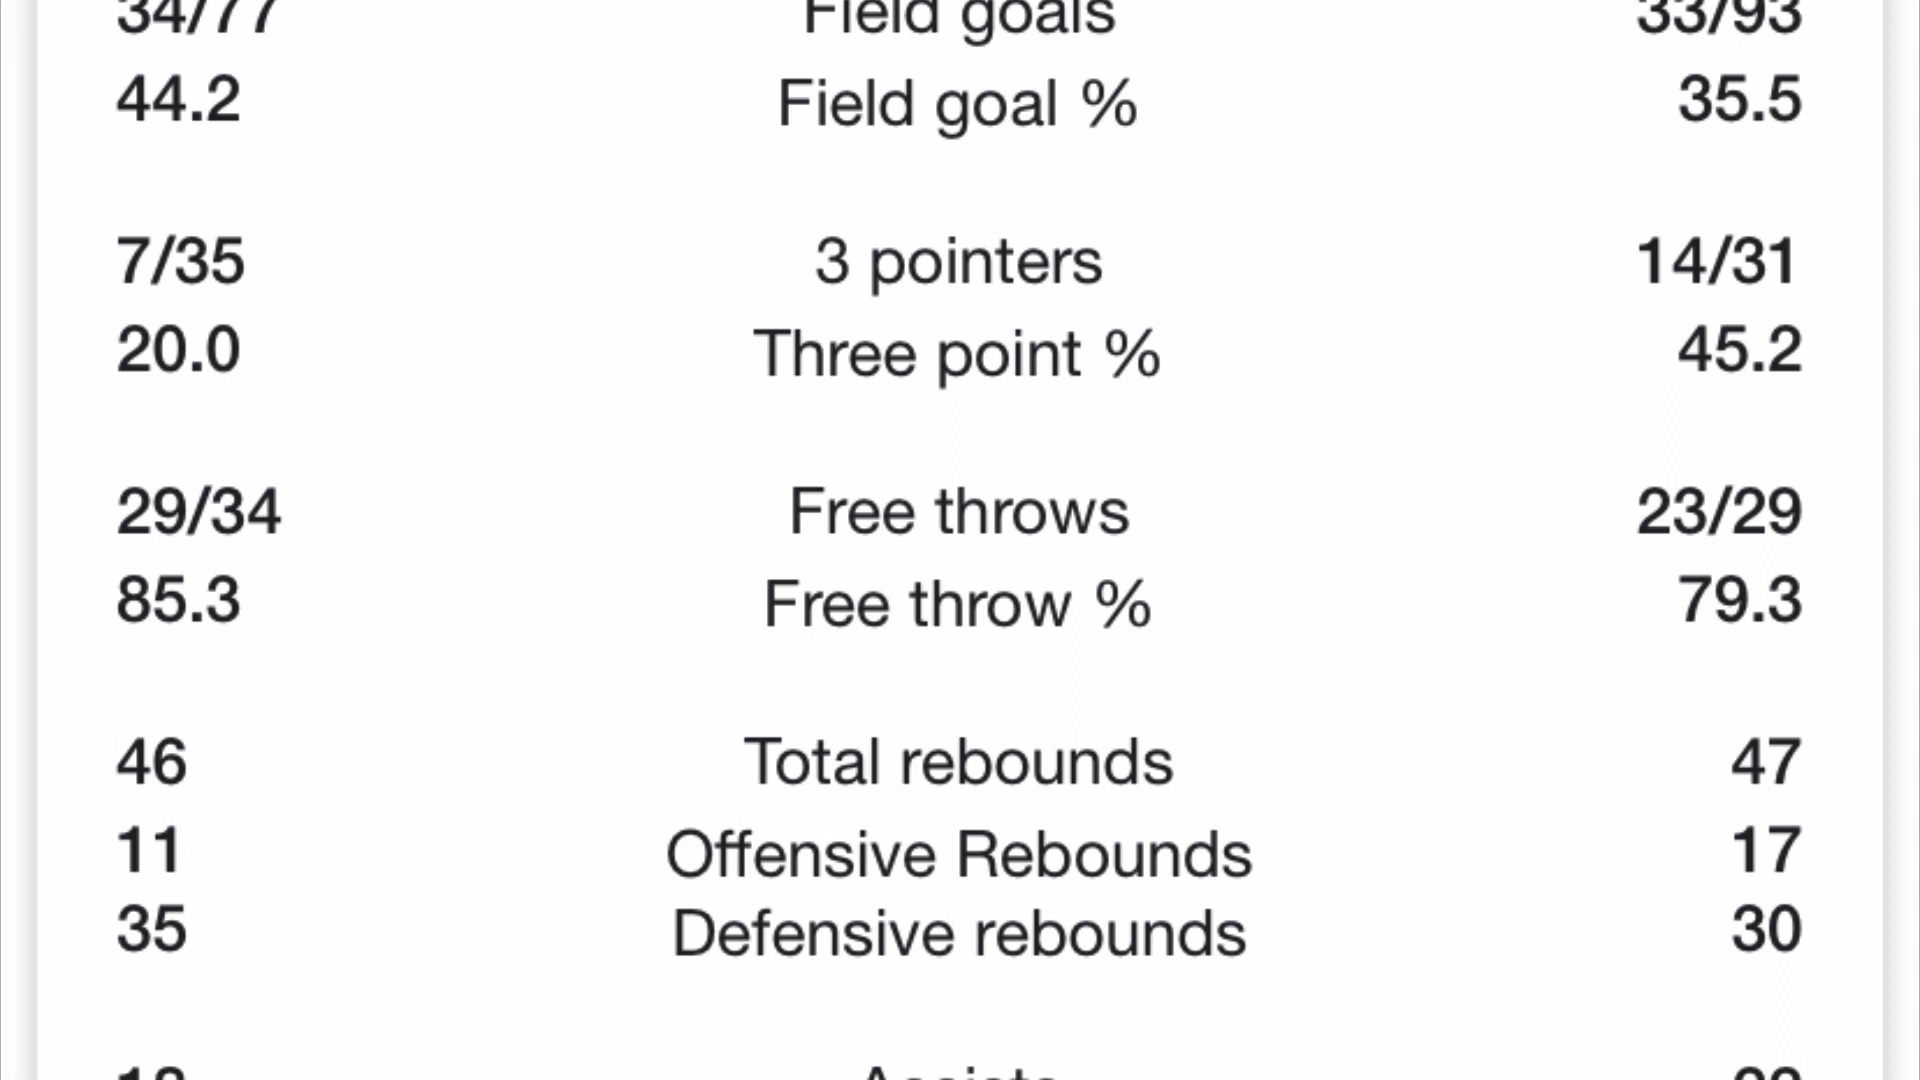 34/77 Field goals 33/93
44.2 Field goal % 35.5
7/35 3 pointers 14/31
20.0 Three point % 45.2
29/34 Free throws 23/29
85.3 Free throw % 79.3
46 Total rebounds 47
11 Offensive Rebounds 17
35 Defensive rebounds 30
Assists